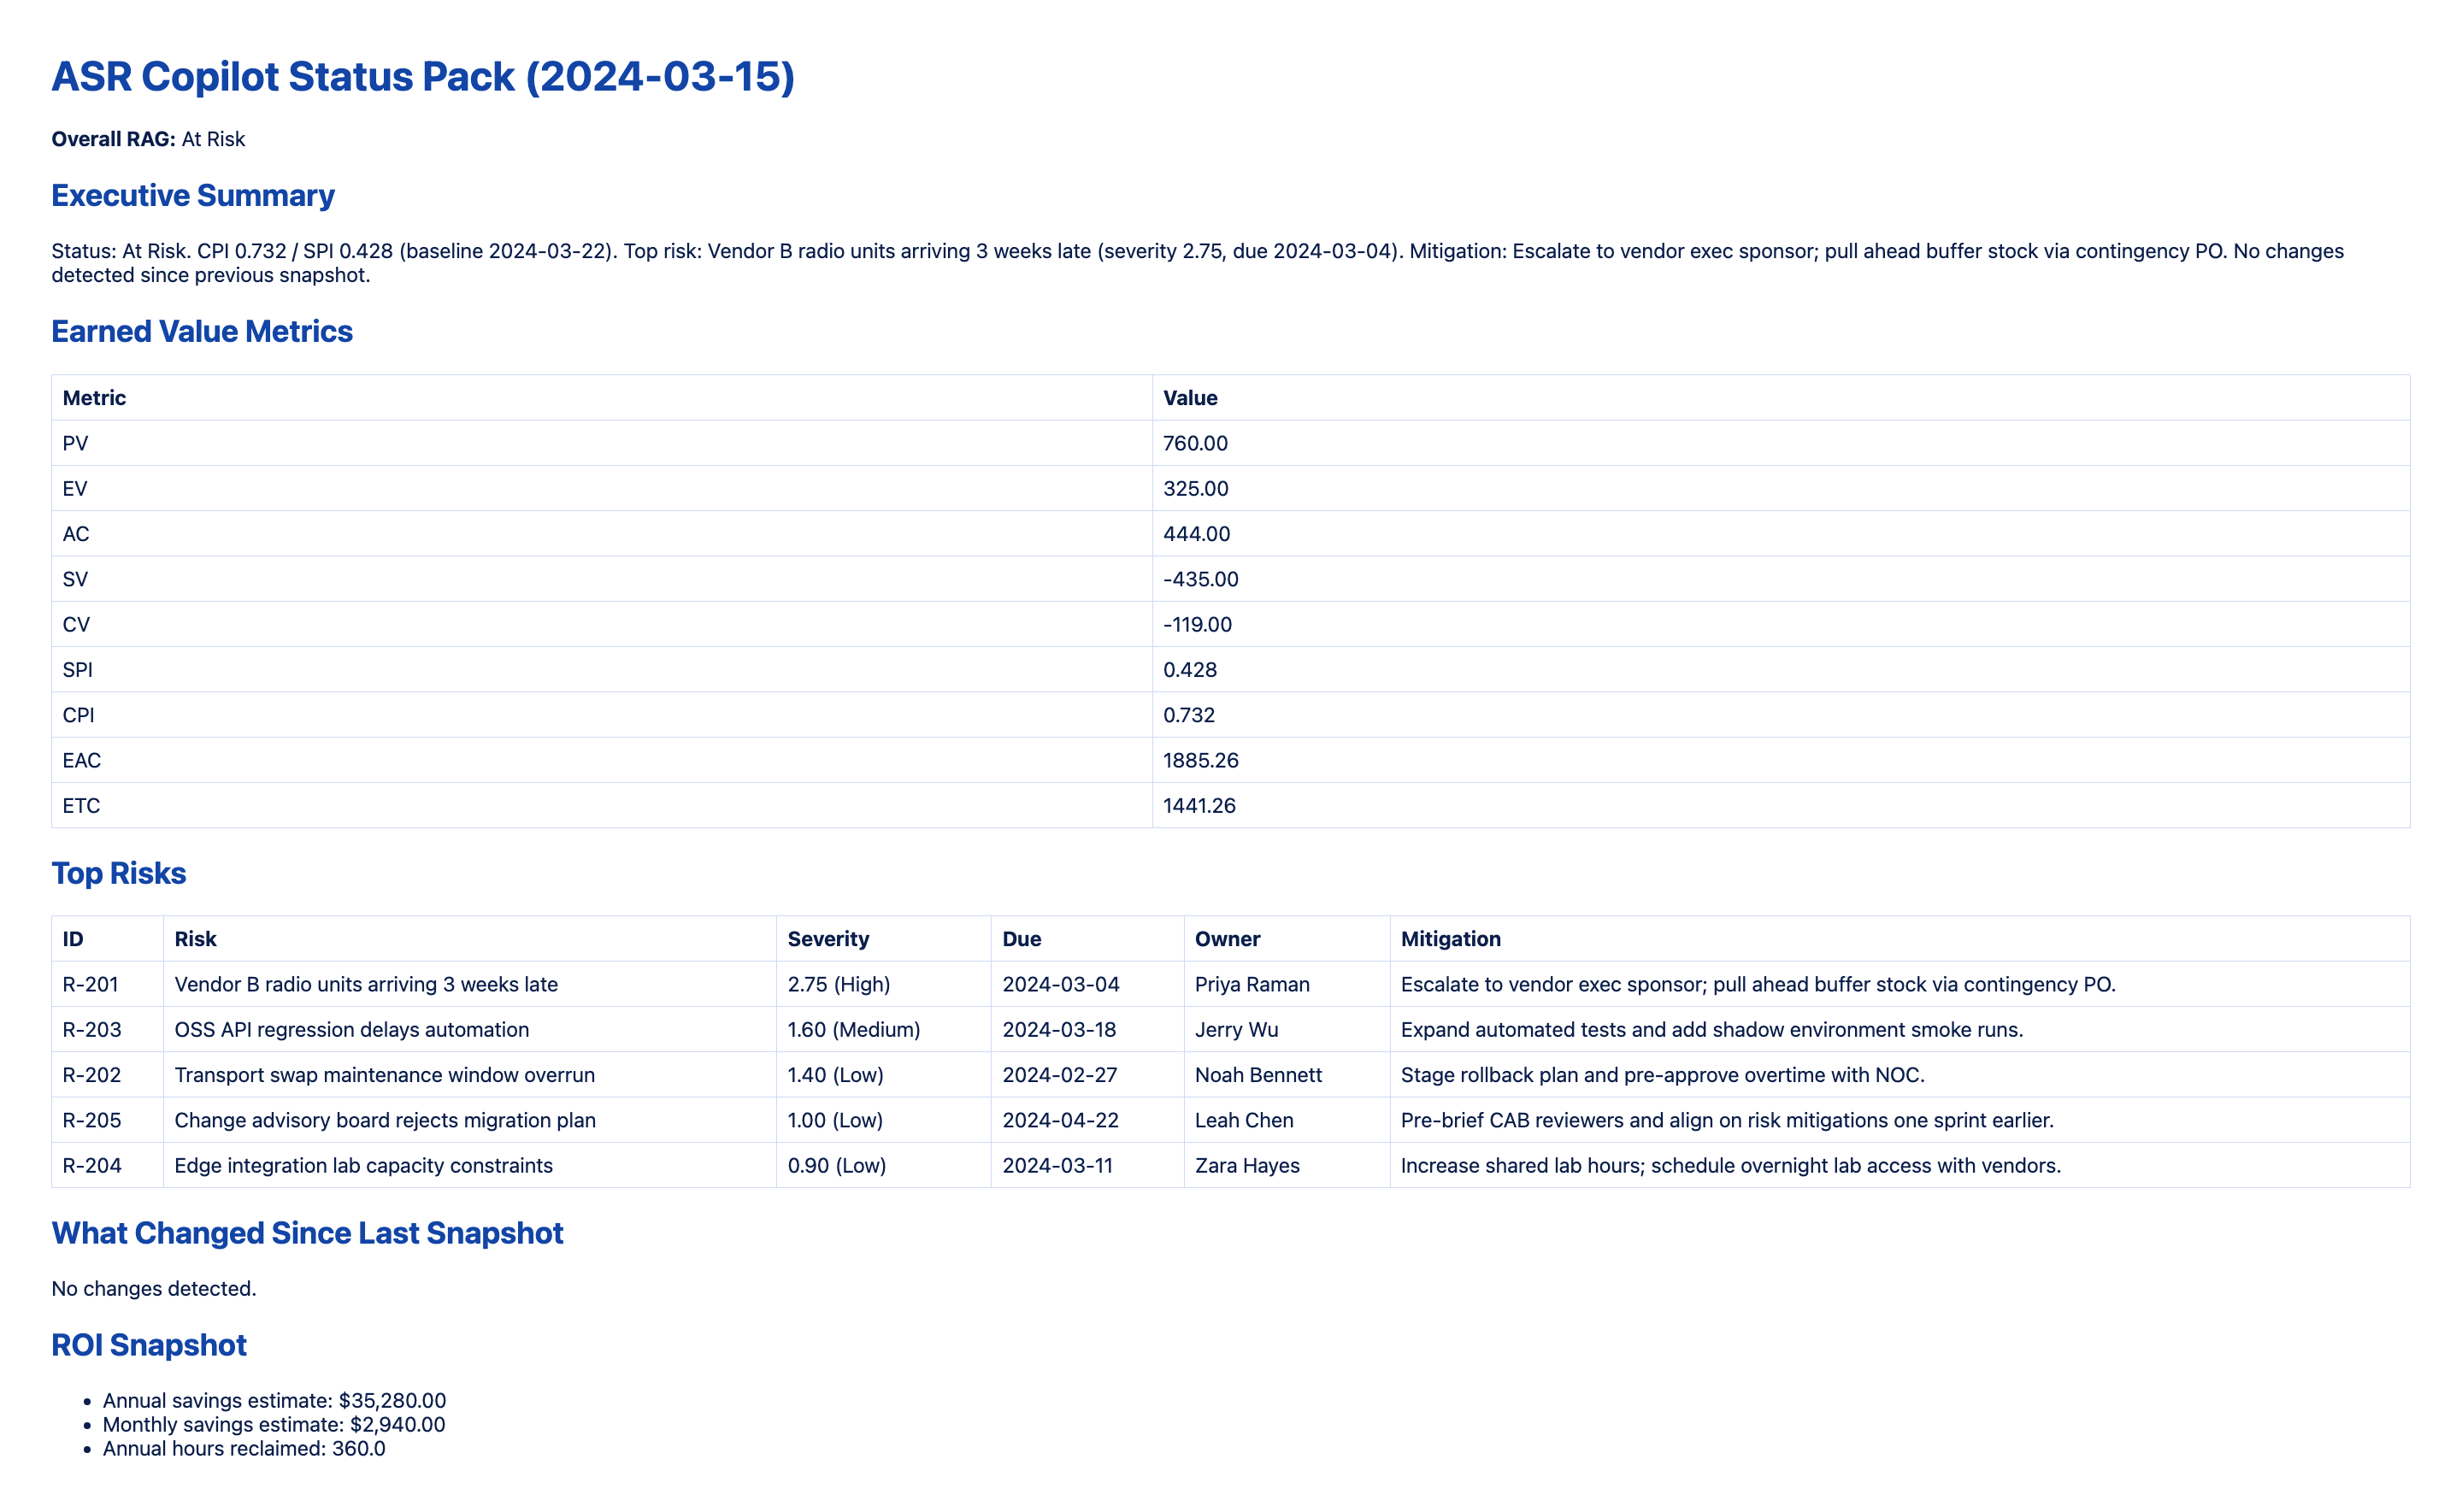 ASR Copilot Status Pack (2024-03-15)
Overall RAG: At Risk
Executive Summary
Status: At Risk. CPI 0.732 / SPI 0.428 (baseline 2024-03-22). Top risk: Vendor B radio units arriving 3 weeks late (severity 2.75, due 2024-03-04). Mitigation: Escalate to vendor exec sponsor; pull ahead buffer stock via contingency PO. No changes
detected since previous snapshot.
Earned Value Metrics
Metric Value
PV 760.00
EV 325.00
AC 444.00
SV -435.00
CV -119.00
SPI 0.428
CPI 0.732
EAC 1885.26
ETC 1441.26
Top Risks
ID Risk Severity Due Owner Mitigation
R-201 Vendor B radio units arriving 3 weeks late 2.75 (High) 2024-03-04 Priya Raman Escalate to vendor exec sponsor; pull ahead buffer stock via contingency PO.
R-203 OSS API regression delays automation 1.60 (Medium) 2024-03-18 Jerry Wu Expand automated tests and add shadow environment smoke runs.
R-202 Transport swap maintenance window overrun 1.40 (Low) 2024-02-27 Noah Bennett Stage rollback plan and pre-approve overtime with NOC.
R-205 Change advisory board rejects migration plan 1.00 (Low) 2024-04-22 Leah Chen Pre-brief CAB reviewers and align on risk mitigations one sprint earlier.
R-204 Edge integration lab capacity constraints 0.90 (Low) 2024-03-11 Zara Hayes Increase shared lab hours; schedule overnight lab access with vendors.
What Changed Since Last Snapshot
No changes detected.
ROI Snapshot
• Annual savings estimate: $35,280.00
• Monthly savings estimate: $2,940.00
• Annual hours reclaimed: 360.0